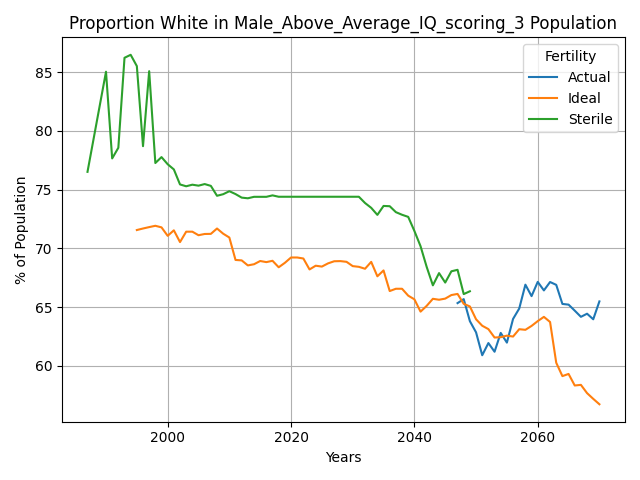 Proportion White in Male_Above_Average_IQ_scoring_3 Population
% of Population
85
80
75
70
65
60
2000
2020
2040
2060
Years
Fertility
Actual
Ideal
Sterile